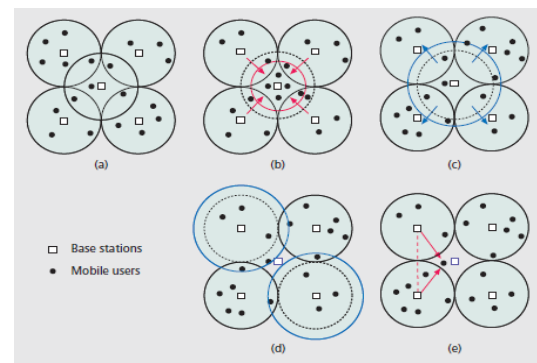 (a)
(b)
(c)
Base stations
Mobile users
(d)
(e)